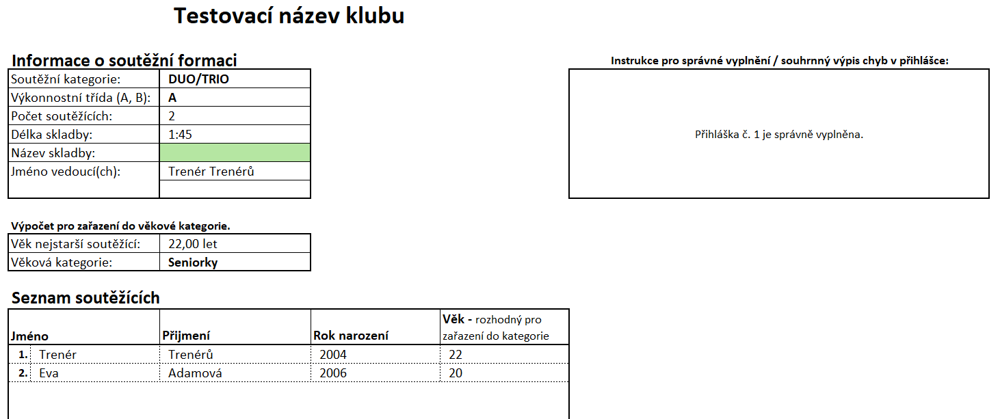 Testovací název klubu
Informace o soutěžní formaci
Soutěžní kategorie: DUO/TRIO
Výkonnostní třída (A, B): A
Počet soutěžících: 2
Délka skladby: 1:45
Název skladby:
Jméno vedoucí(ch): Trenér Trenérů
Instrukce pro správné vyplnění / souhrnný výpis chyb v přihlášce:
Přihláška č. 1 je správně vyplněna.
Výpočet pro zařazení do věkové kategorie.
Věk nejstarší soutěžící: 22,00 let
Věková kategorie: Seniorky
Seznam soutěžících
Jméno Přijmení Rok narození Věk - rozhodný pro
zařazení do kategorie
1. Trenér Trenérů 2004 22
2. Eva Adamová 2006 20